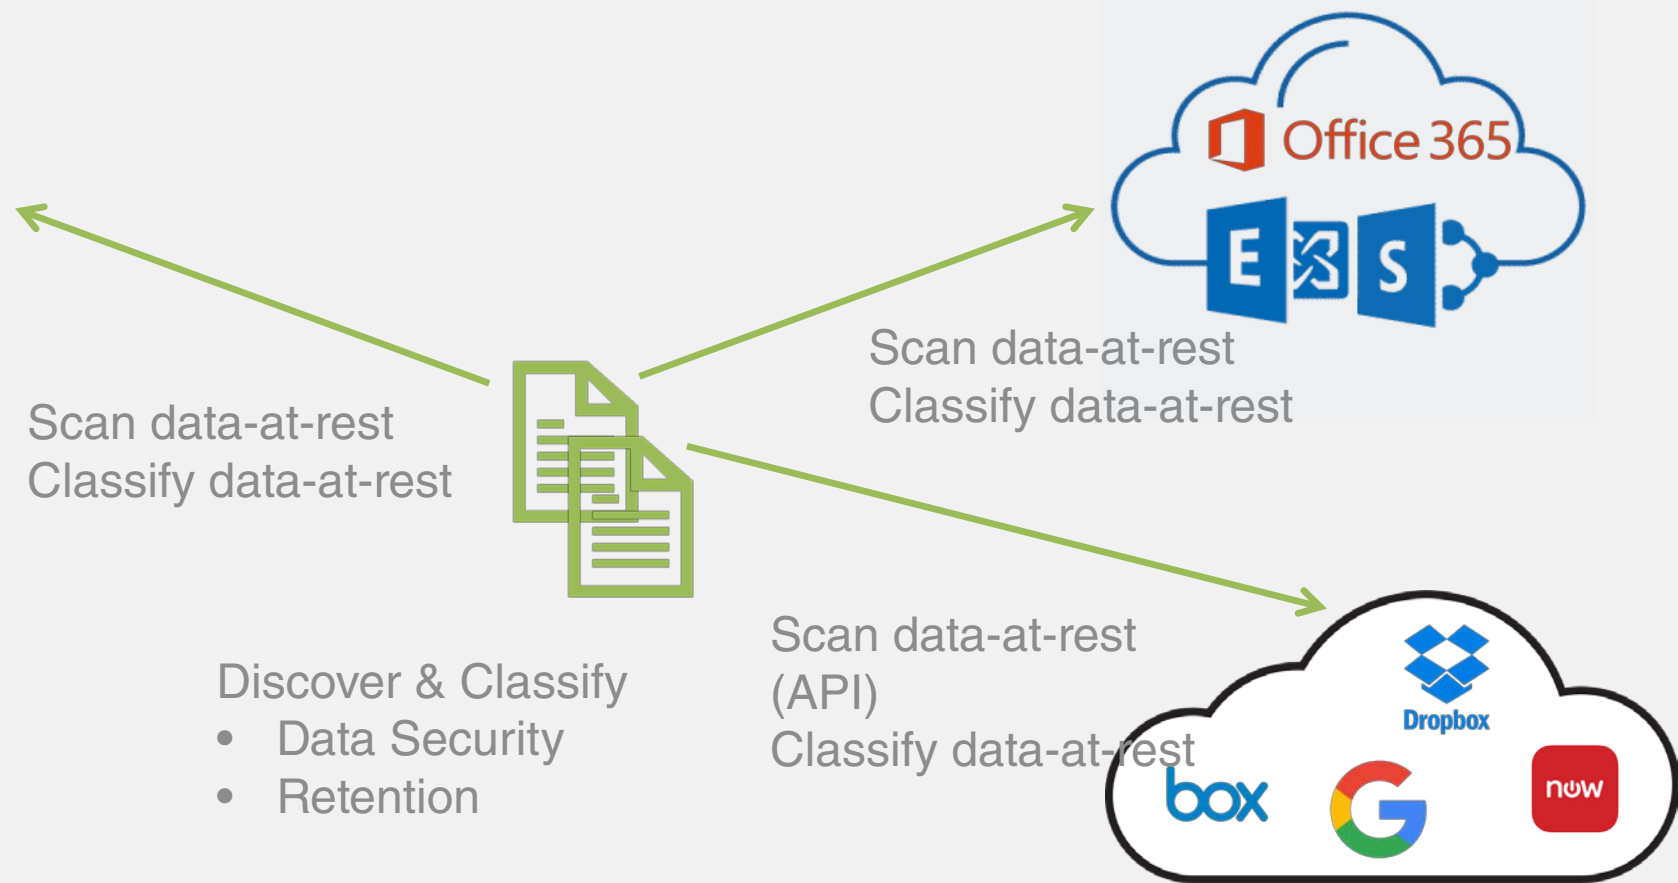 Office 365
E S
Scan data-at-rest
Classify data-at-rest
Scan data-at-rest
Classify data-at-rest
Scan data-at-rest
(API)
Classify data-at-rest
Discover & Classify
• Data Security
• Retention
Dropbox
box
G
now